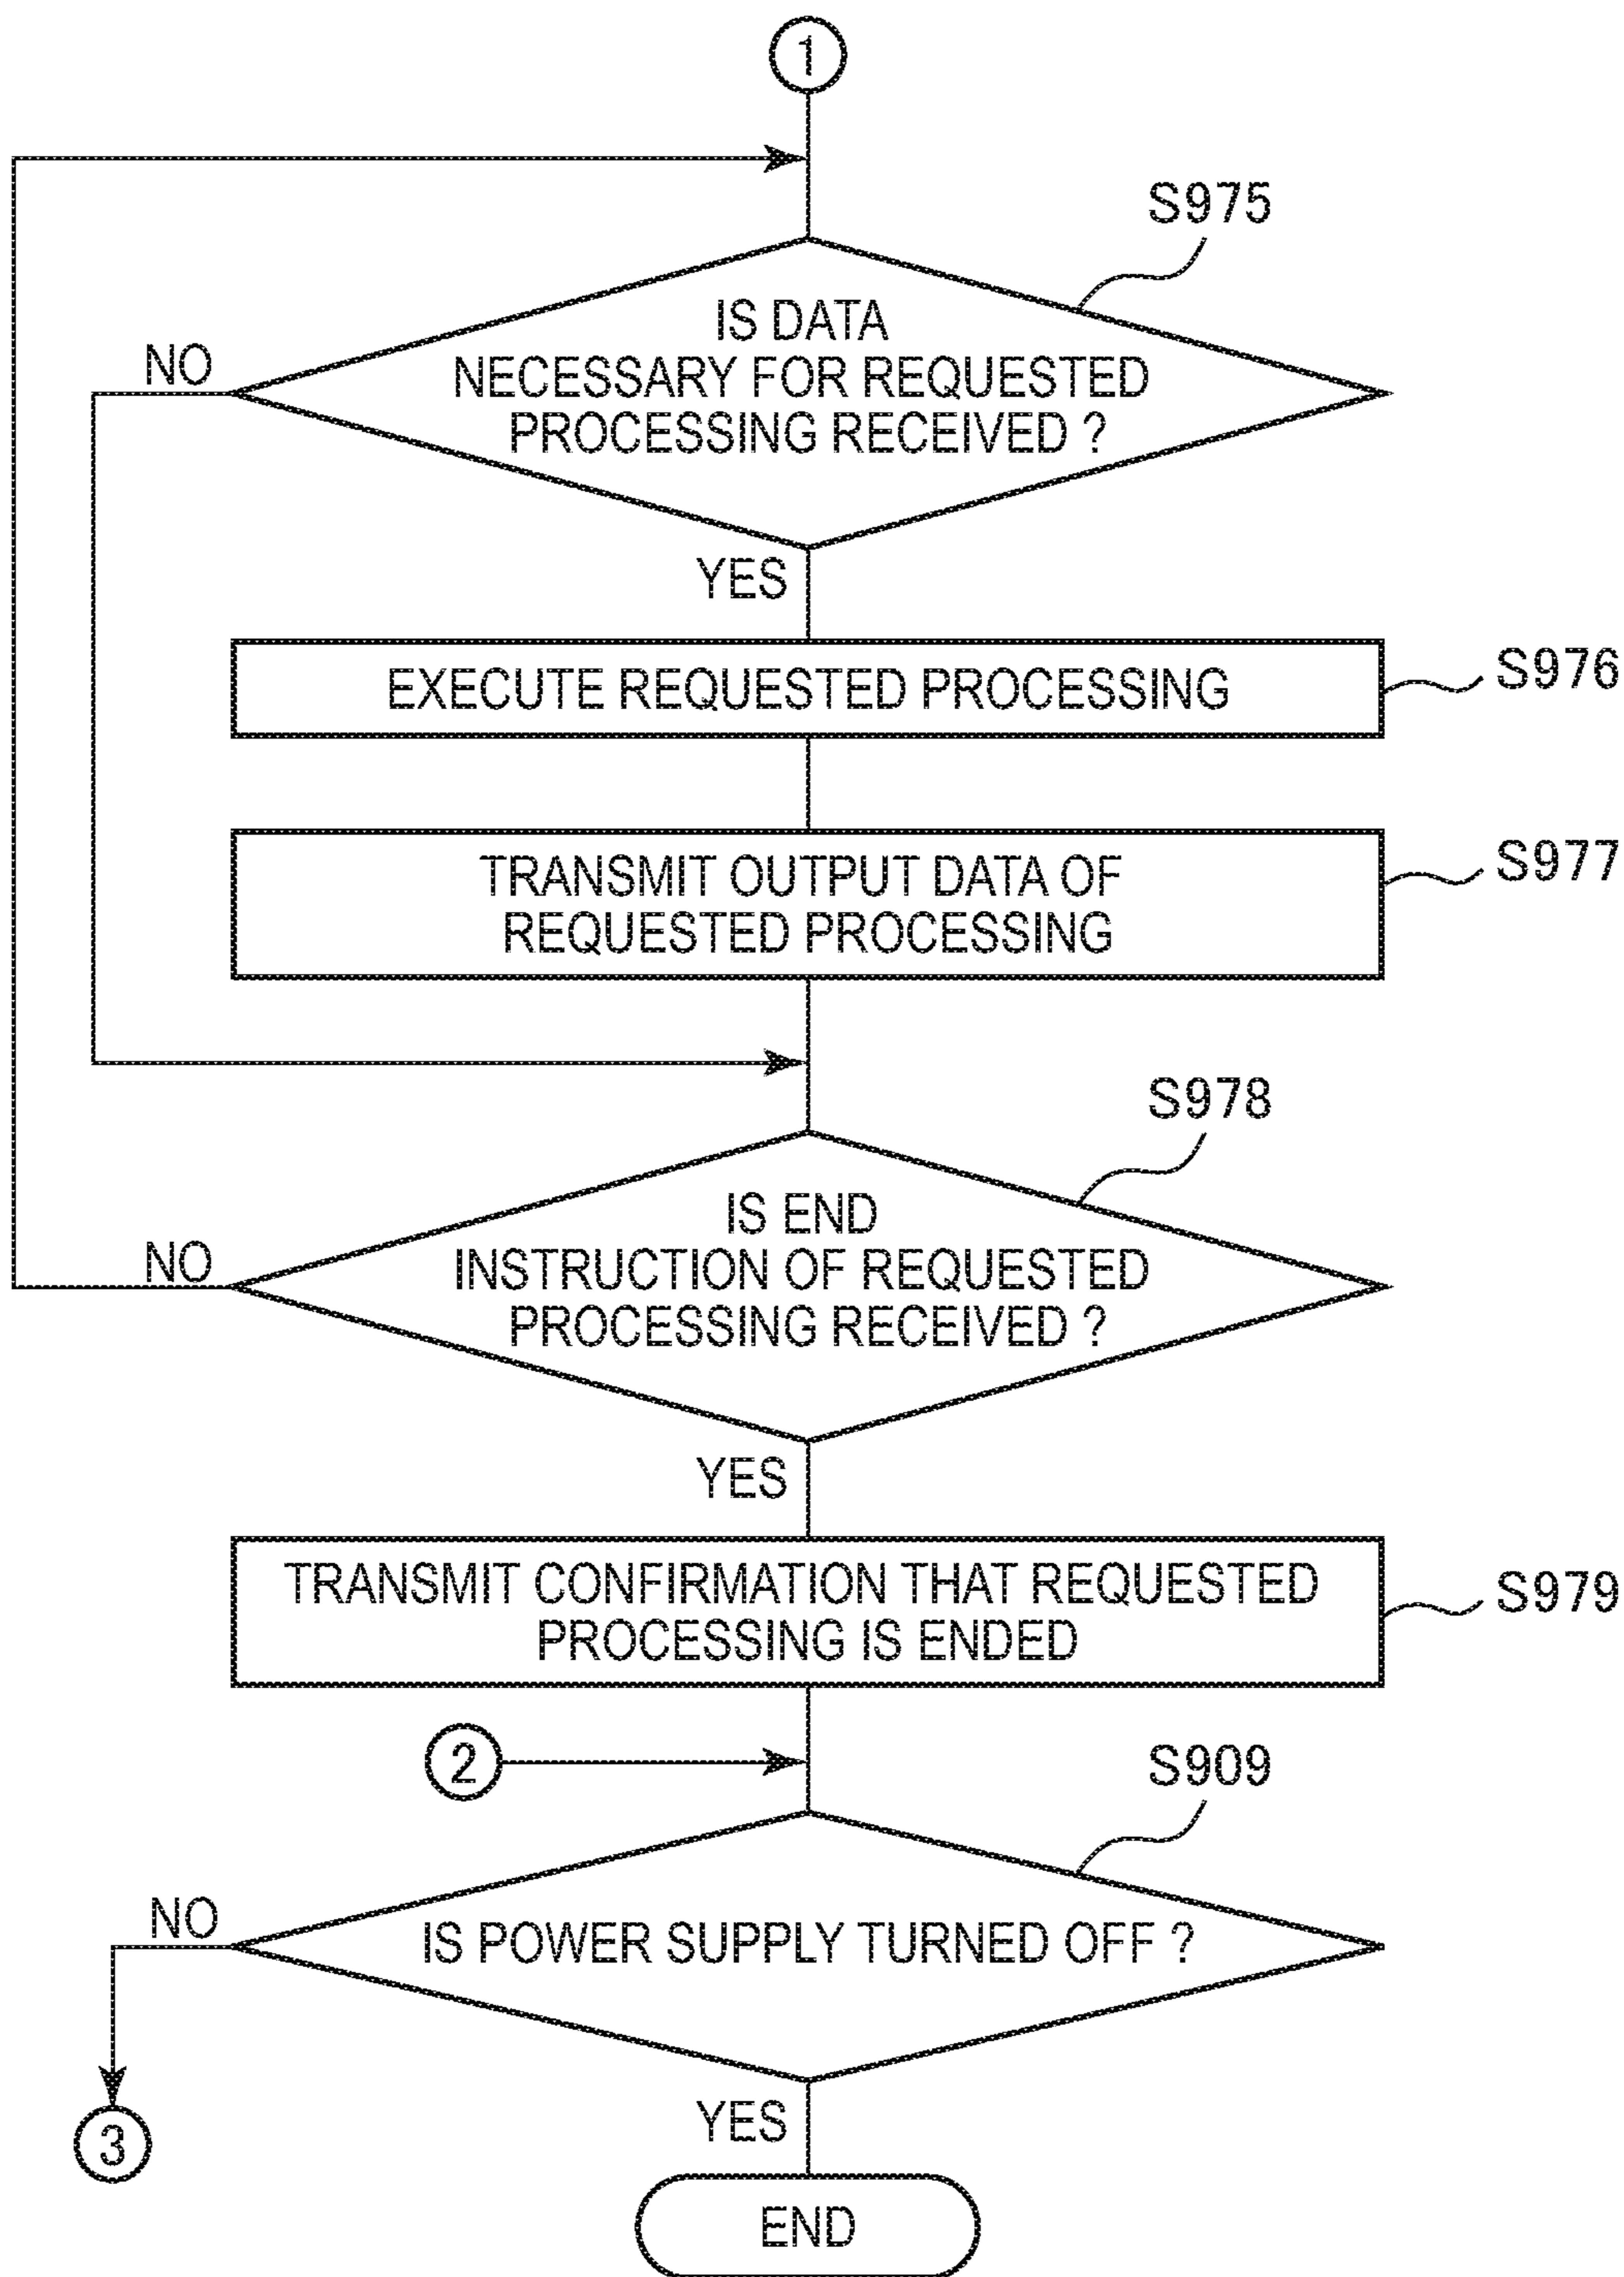 1
S975
IS DATA
NO
NECESSARY FOR REQUESTED
PROCESSING RECEIVED ?
YES
EXECUTE REQUESTED PROCESSING
S976
TRANSMIT OUTPUT DATA OF
REQUESTED PROCESSING
S977
S978
IS END
NO
INSTRUCTION OF REQUESTED
PROCESSING RECEIVED ?
YES
TRANSMIT CONFIRMATION THAT REQUESTED
PROCESSING IS ENDED
S979
2
S909
NO
IS POWER SUPPLY TURNED OFF ?
YES
3
END